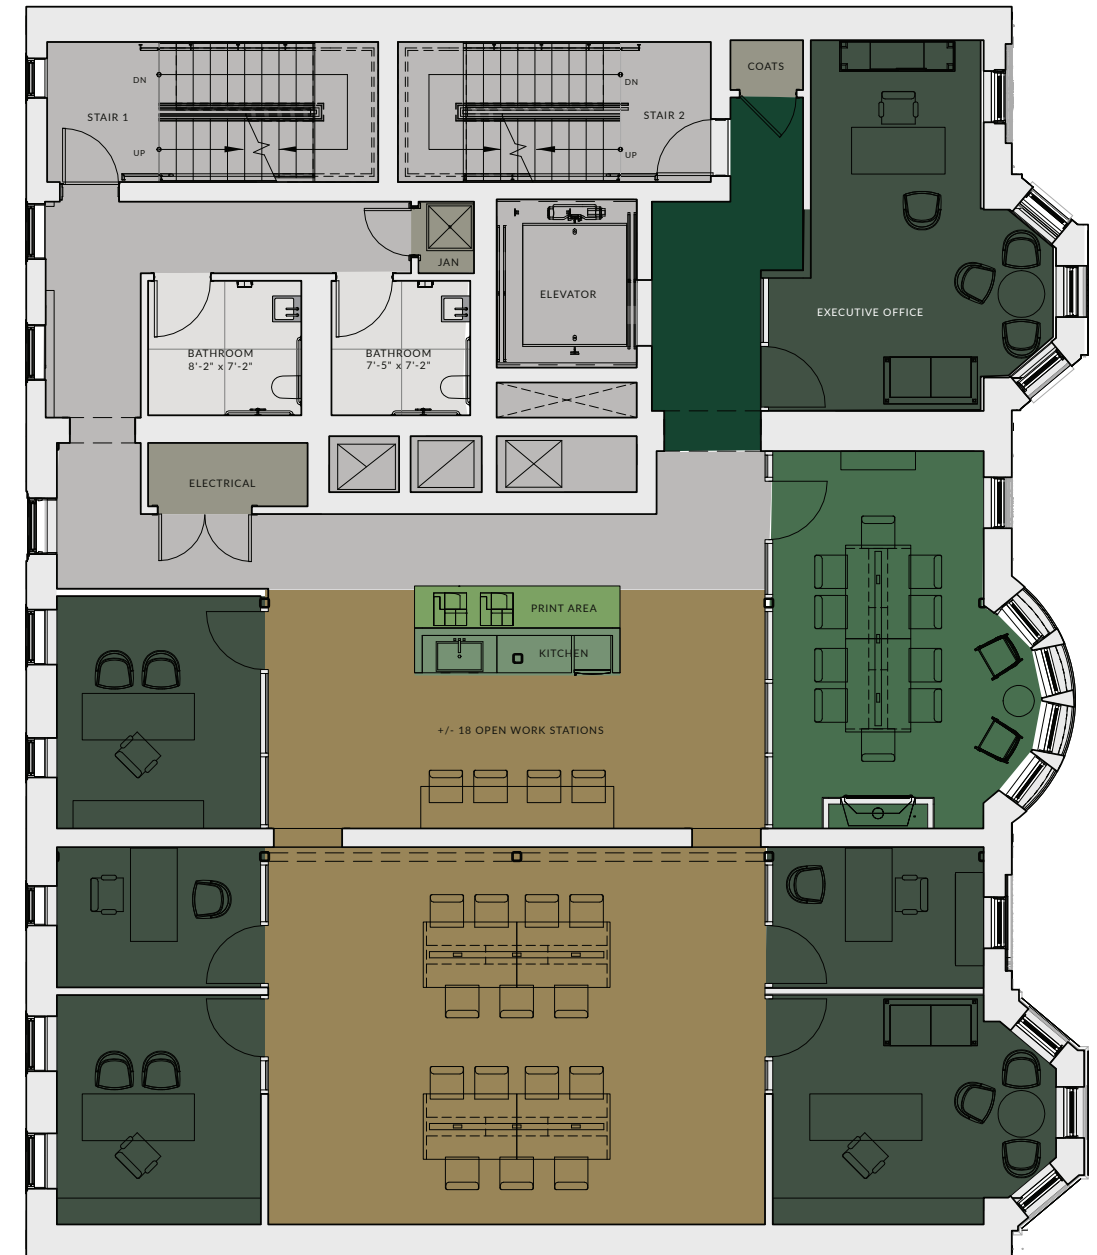 COATS
DN
DN
STAIR 1
STAIR 2
UP
UP
JAN
ELEVATOR
EXECUTIVE OFFICE
BATHROOM
8'-2" x 7'-2"
BATHROOM
7'-5" x 7'-2"
ELECTRICAL
PRINT AREA
KITCHEN
+/- 18 OPEN WORK STATIONS